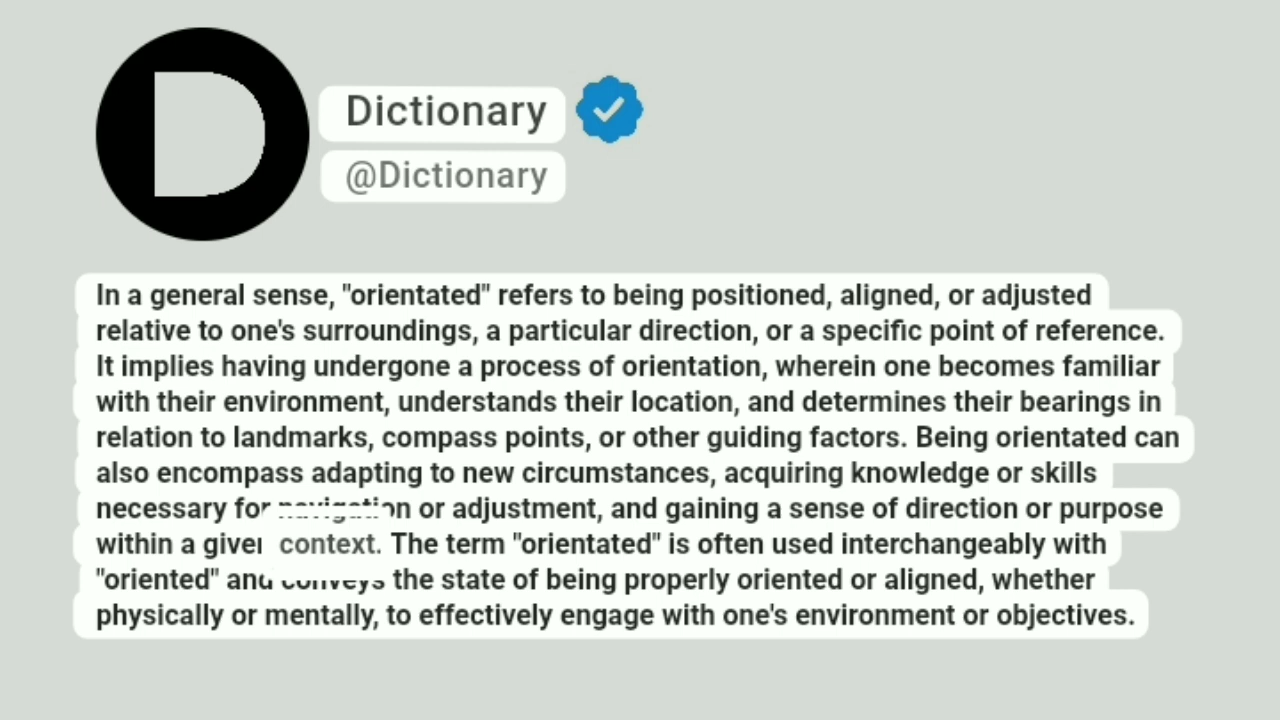 D
Dictionary
@Dictionary
In a general sense, "orientated" refers to being positioned, aligned, or adjusted
relative to one's surroundings, a particular direction, or a specific point of reference.
It implies having undergone a process of orientation, wherein one becomes familiar
with their environment, understands their location, and determines their bearings in
relation to landmarks, compass points, or other guiding factors. Being orientated can
also encompass adapting to new circumstances, acquiring knowledge or skills
necessary for navigation or adjustment, and gaining a sense of direction or purpose
within a given context. The term "orientated" is often used interchangeably with
"oriented" and conveys the state of being properly oriented or aligned, whether
physically or mentally, to effectively engage with one's environment or objectives.